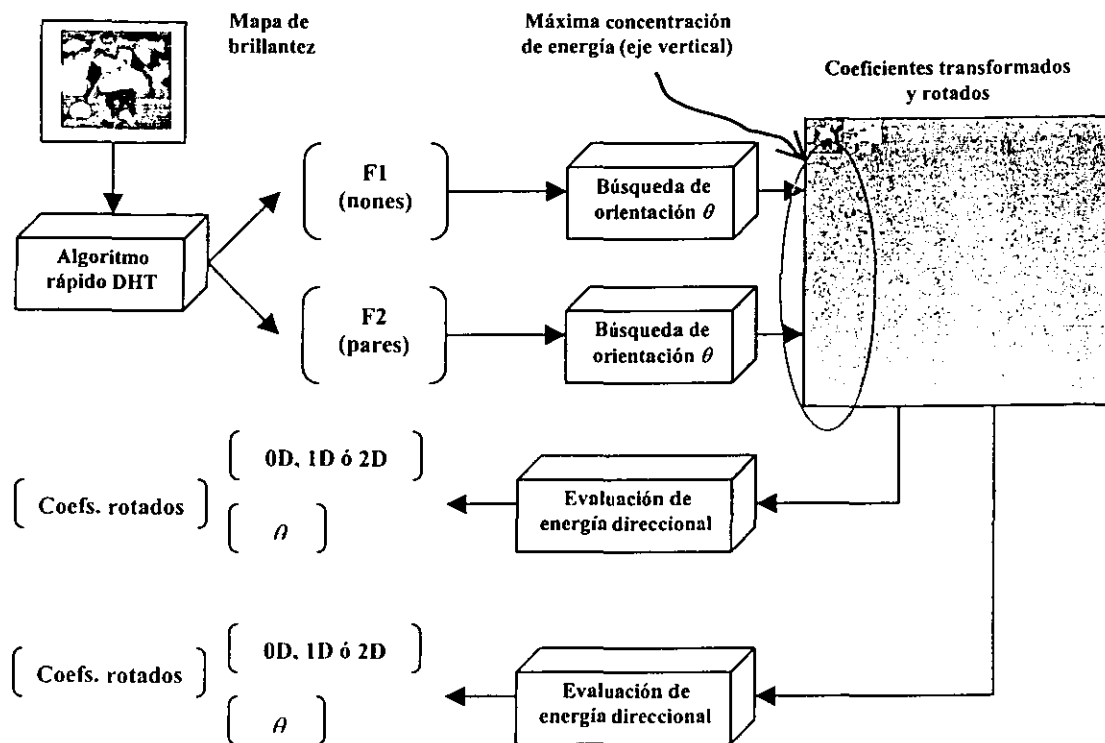 Mapa de
brillantez
Máxima concentración
de energía (eje vertical)
Coeficientes transformados
y rotados
F1
(nones)
Búsqueda de
orientación θ
Algoritmo
rápido DHT
F2
(pares)
Búsqueda de
orientación θ
0D, 1D ó 2D
Coefs. rotados
θ
Evaluación de
energía direccional
0D, 1D ó 2D
Coefs. rotados
θ
Evaluación de
energía direccional